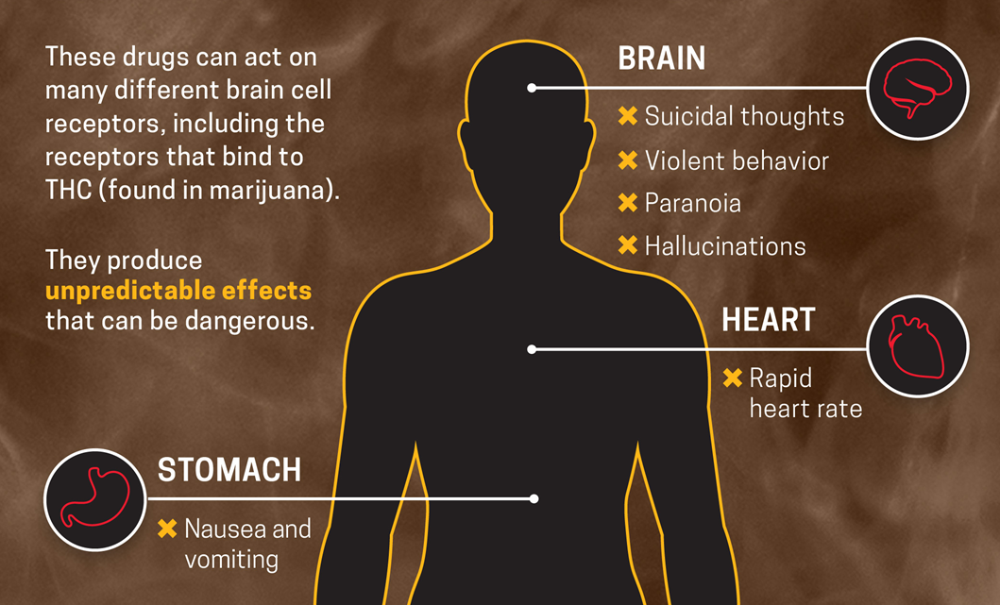 These drugs can act on
many different brain cell
receptors, including the
receptors that bind to
THC (found in marijuana).
They produce
unpredictable effects
that can be dangerous.
BRAIN
Suicidal thoughts
Violent behavior
Paranoia
Hallucinations
HEART
Rapid
heart rate
STOMACH
Nausea and
vomiting